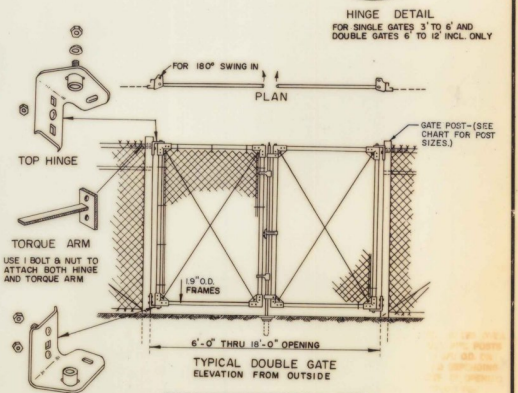 HINGE DETAIL
FOR SINGLE GATES 3' TO 6' AND
DOUBLE GATES 6' TO 12' INCL. ONLY
FOR 180° SWING IN
PLAN
GATE POST-(SEE
CHART FOR POST
SIZES.)
TOP HINGE
TORQUE ARM
USE 1 BOLT & NUT TO
ATTACH BOTH HINGE
AND TORQUE ARM
1.9" O.D.
FRAMES
6'-0" THRU 18'-0" OPENING
TYPICAL DOUBLE GATE
ELEVATION FROM OUTSIDE